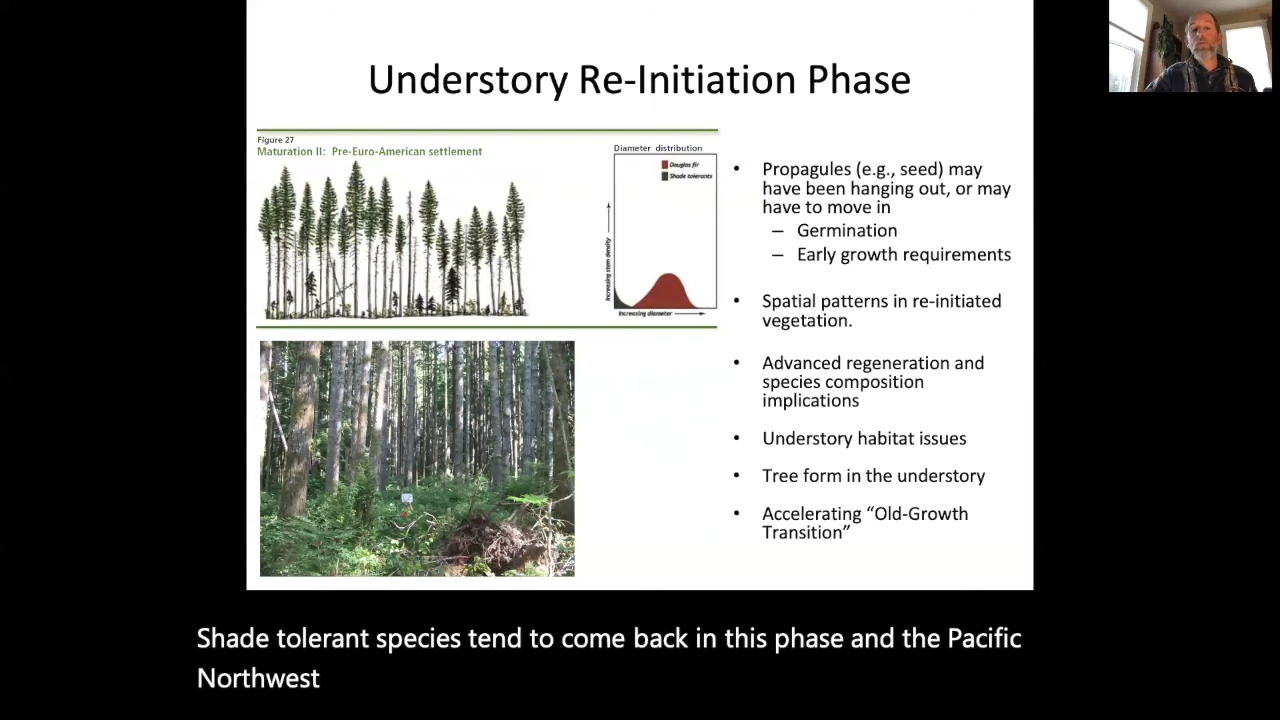 Understory Re-Initiation Phase
Figure 27
Maturation II: Pre-Euro-American settlement
Diameter distribution
Douglas fir
Shade tolerants
Increasing stem density
Increasing diameter
• Propagules (e.g., seed) may
have been hanging out, or may
have to move in
– Germination
– Early growth requirements
• Spatial patterns in re-initiated
vegetation.
• Advanced regeneration and
species composition
implications
• Understory habitat issues
• Tree form in the understory
• Accelerating “Old-Growth
Transition”
Shade tolerant species tend to come back in this phase and the Pacific
Northwest